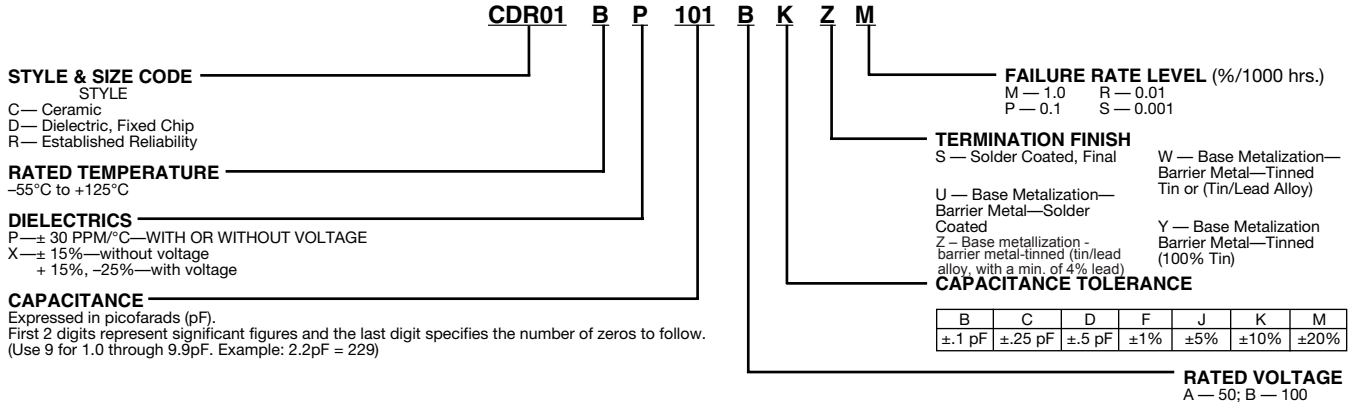 CDR01 B P 101 B K Z M
STYLE & SIZE CODE
STYLE
C— Ceramic
D— Dielectric, Fixed Chip
R— Established Reliability
RATED TEMPERATURE
–55°C to +125°C
DIELECTRICS
P—± 30 PPM/°C—WITH OR WITHOUT VOLTAGE
X—± 15%—without voltage
+ 15%, –25%—with voltage
CAPACITANCE
Expressed in picofarads (pF).
First 2 digits represent significant figures and the last digit specifies the number of zeros to follow.
(Use 9 for 1.0 through 9.9pF. Example: 2.2pF = 229)
FAILURE RATE LEVEL (%/1000 hrs.)
M — 1.0 R — 0.01
P — 0.1 S — 0.001
TERMINATION FINISH
S — Solder Coated, Final
U — Base Metalization—
Barrier Metal—Solder
Coated
Z – Base metallization -
barrier metal-tinned (tin/lead
alloy, with a min. of 4% lead)
W — Base Metalization—
Barrier Metal—Tinned
Tin or (Tin/Lead Alloy)
Y — Base Metalization
Barrier Metal—Tinned
(100% Tin)
CAPACITANCE TOLERANCE
B C D F J K M
±.1 pF ±.25 pF ±.5 pF ±1% ±5% ±10% ±20%
RATED VOLTAGE
A — 50; B — 100